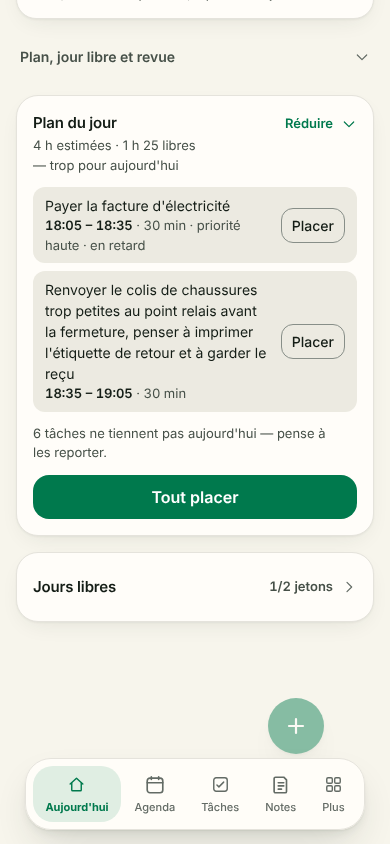 Plan, jour libre et revue
Plan du jour
Réduire
4 h estimées · 1 h 25 libres
— trop pour aujourd'hui
Payer la facture d'électricité
18:05 – 18:35 · 30 min · priorité
haute · en retard
Placer
Renvoyer le colis de chaussures
trop petites au point relais avant
la fermeture, penser à imprimer
l'étiquette de retour et à garder le
reçu
18:35 – 19:05 · 30 min
Placer
6 tâches ne tiennent pas aujourd'hui — pense à
les reporter.
Tout placer
Jours libres
1/2 jetons
Aujourd'hui
Agenda
Tâches
Notes
Plus